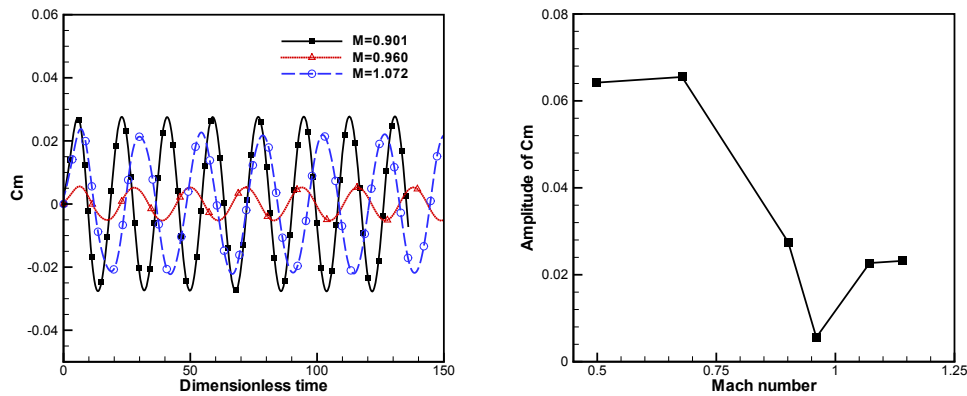 0.06
0.04
0.02
0
-0.02
-0.04
Cm
M=0.901
M=0.960
M=1.072
0 50 100 150
Dimensionless time
0.08
0.06
0.04
0.02
0
Amplitude of Cm
0.5 0.75 1 1.25
Mach number